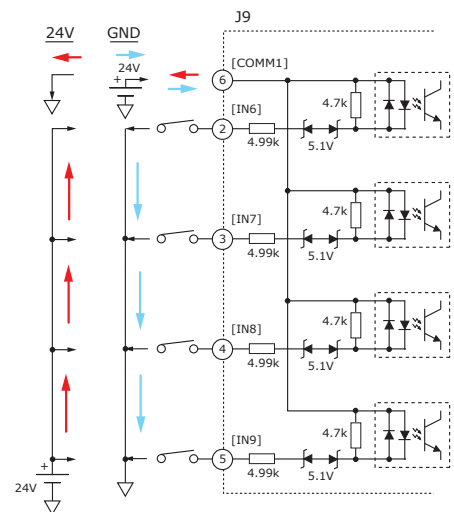 J9
24V GND
24V
+
[COMM1]
6
4.7k
[IN6]
2
4.99k
5.1V
[IN7]
4.7k
3
4.99k
5.1V
[IN8]
4.7k
4
4.99k
5.1V
[IN9]
4.7k
5
4.99k
5.1V
+
24V